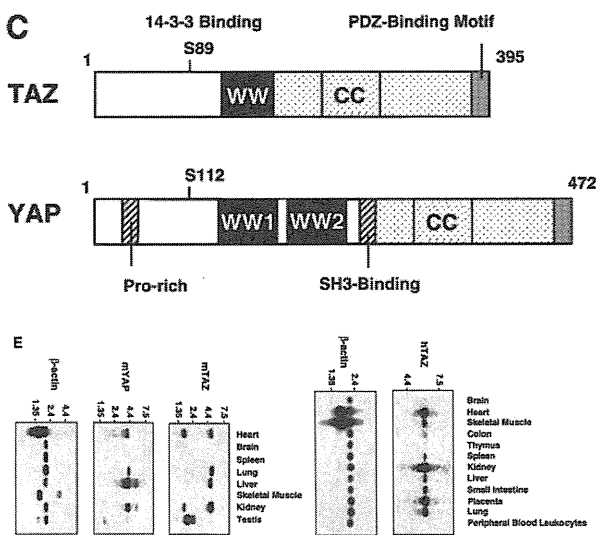 C
14-3-3 Binding
PDZ-Binding Motif
1
S89
395
TAZ
WW
CC
1
S112
472
YAP
WW1
WW2
CC
Pro-rich
SH3-Binding
E
β-actin
mYAP
mTAZ
1.35
2.4
4.4
1.35
2.4
4.4
7.5
1.35
2.4
4.4
7.5
Heart
Brain
Spleen
Lung
Liver
Skeletal Muscle
Kidney
Testis
β-actin
hTAZ
1.35
2.4
4.4
7.5
Brain
Heart
Skeletal Muscle
Colon
Thymus
Spleen
Kidney
Liver
Small Intestine
Placenta
Lung
Peripheral Blood Leukocytes